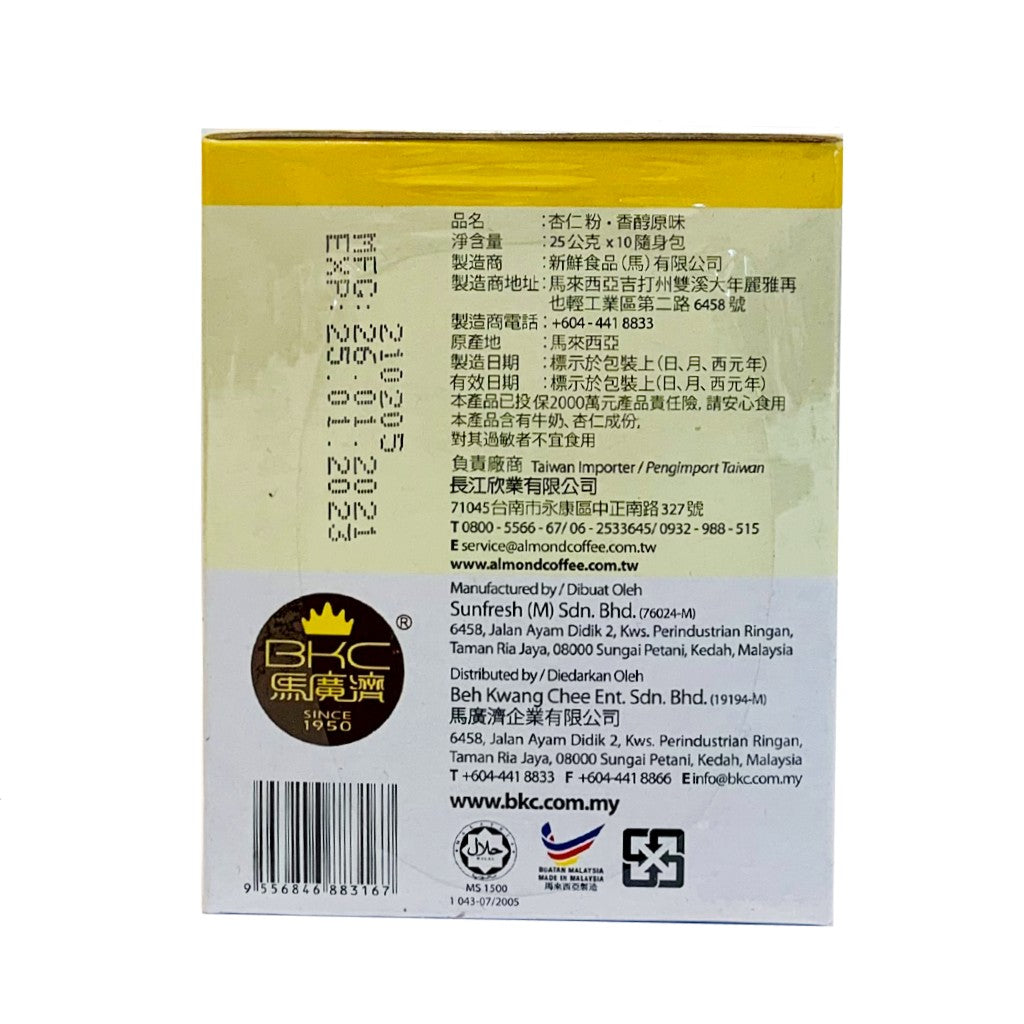 品名 :杏仁粉・香醇原味
淨含量 :25公克 x 10隨身包
製造商 :新鮮食品(馬)有限公司
製造商地址:馬來西亞吉打州雙溪大年麗雅再
也輕工業區第二路 6458 號
製造商電話:+604 - 441 8833
原產地 :馬來西亞
製造日期 :標示於包裝上(日、月、西元年)
有效日期 :標示於包裝上(日、月、西元年)
本產品已投保2000萬元產品責任險, 請安心食用
本產品含有牛奶、杏仁成份,
對其過敏者不宜食用
負責廠商 Taiwan Importer / PengImport Taiwan
長江欣業有限公司
71045台南市永康區中正南路327號
T 0800 - 5566 - 67/ 06 - 2533645/ 0932 - 988 - 515
E service@almondcoffee.com.tw
www.almondcoffee.com.tw
Manufactured by / Dibuat Oleh
Sunfresh (M) Sdn. Bhd. (76024-M)
6458, Jalan Ayam Didik 2, Kws. Perindustrian Ringan,
Taman Ria Jaya, 08000 Sungai Petani, Kedah, Malaysia
Distributed by / Diedarkan Oleh
Beh Kwang Chee Ent. Sdn. Bhd. (19194-M)
馬廣濟企業有限公司
6458, Jalan Ayam Didik 2, Kws. Perindustrian Ringan,
Taman Ria Jaya, 08000 Sungai Petani, Kedah, Malaysia
T +604-441 8833 F +604-441 8866 E info@bkc.com.my
www.bkc.com.my
BKC ®
馬廣濟
SINCE
1950
9 556846 883167
حلال
HALAL
MS 1500
1 043-07/2005
BUATAN MALAYSIA
MADE IN MALAYSIA
馬來西亞製造